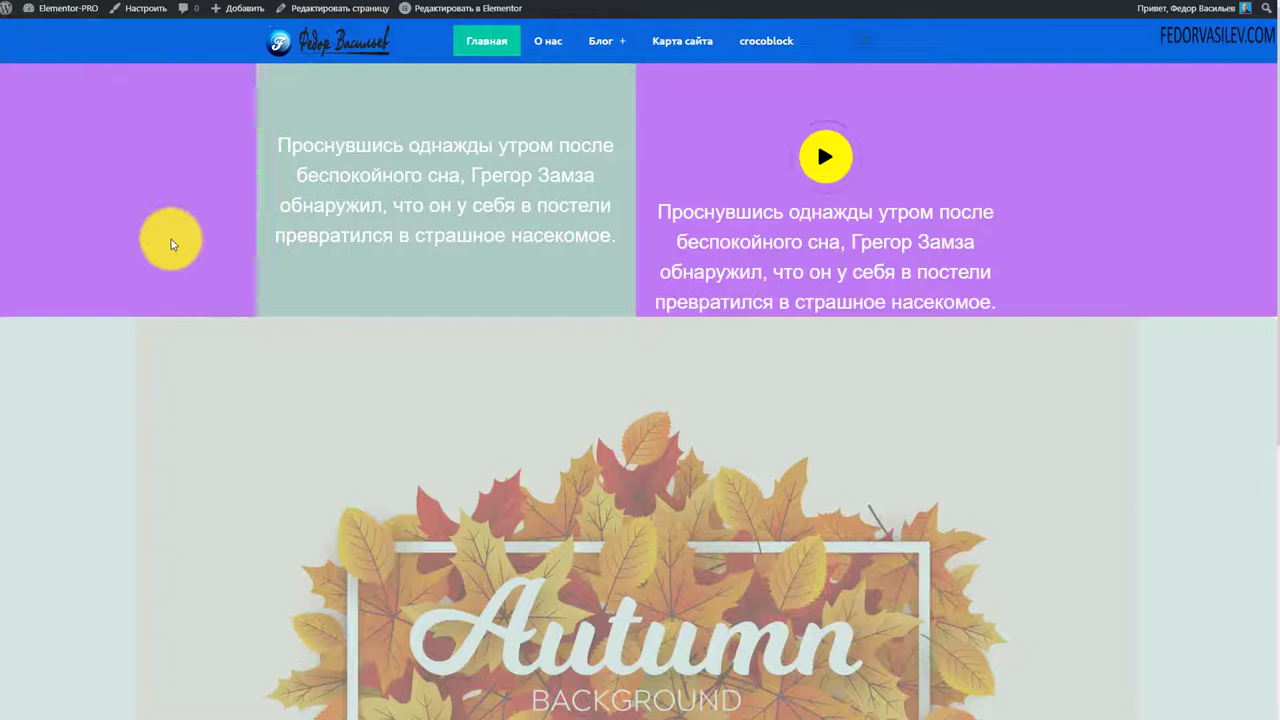 Elementor-PRO Настроить 0 Добавить Редактировать страницу Редактировать в Elementor Привет, Федор Васильев
Федор Васильев Главная О нас Блог + Карта сайта crocoblock FEDORVASILEV.COM
Проснувшись однажды утром после
беспокойного сна, Грегор Замза
обнаружил, что он у себя в постели
превратился в страшное насекомое.
Проснувшись однажды утром после
беспокойного сна, Грегор Замза
обнаружил, что он у себя в постели
превратился в страшное насекомое.
Autumn
BACKGROUND